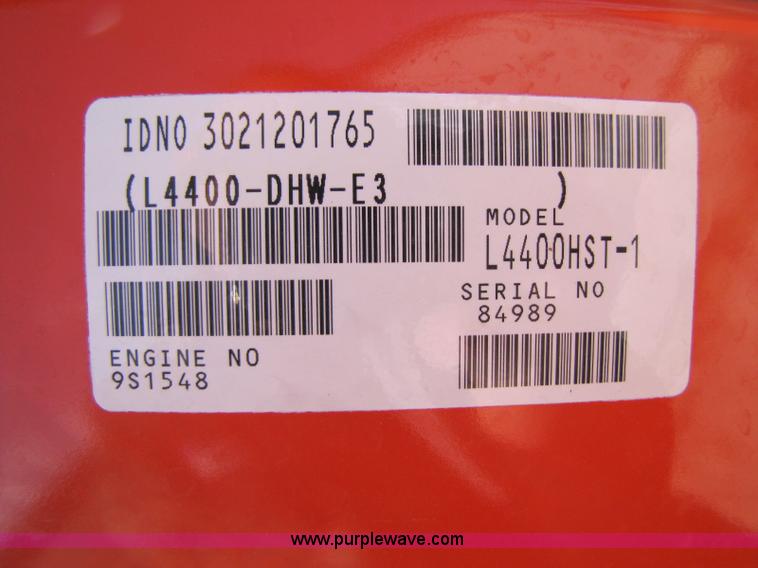 IDNO 3021201765
(L4400-DHW-E3 )
MODEL
L4400HST-1
SERIAL NO
84989
ENGINE NO
9S1548
www.purplewave.com